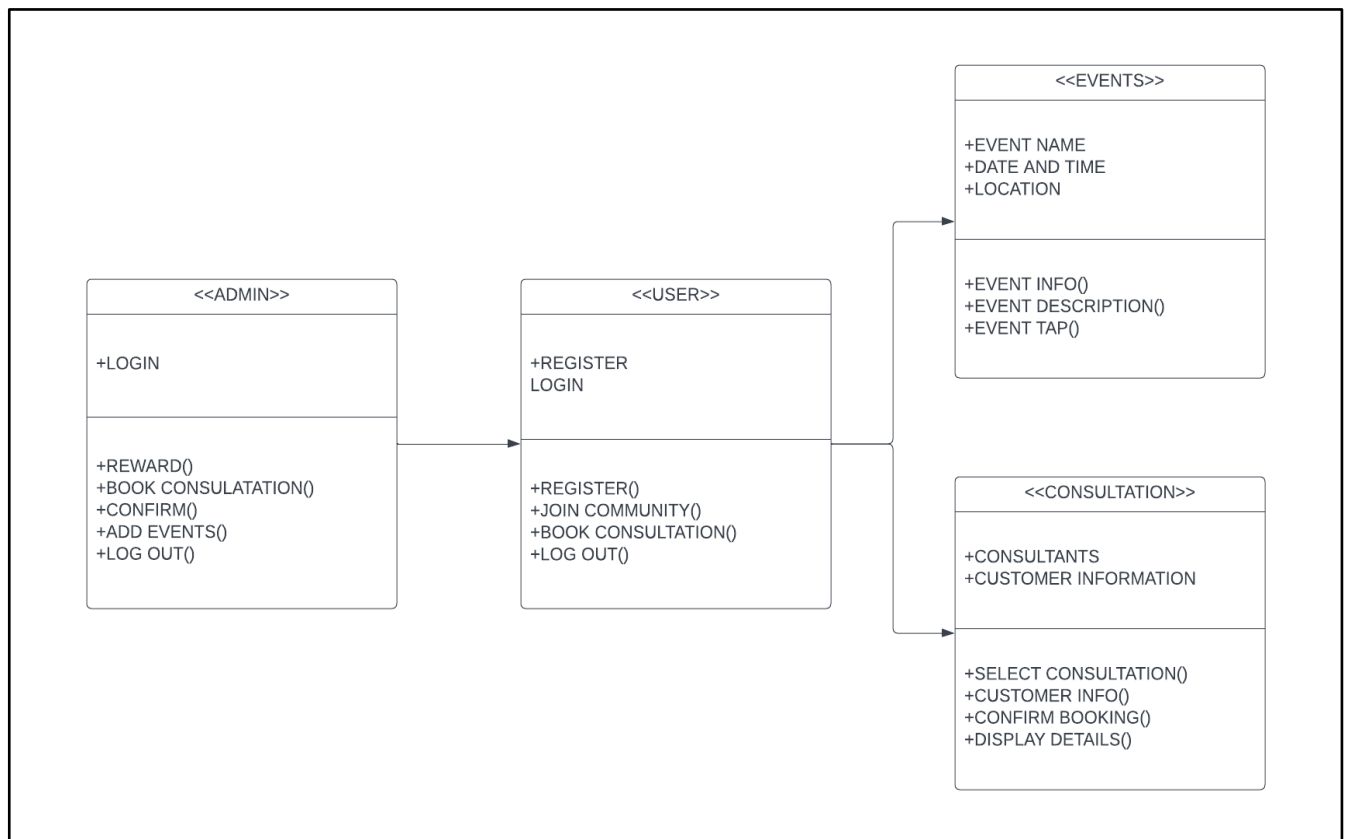 <<ADMIN>>
+LOGIN
+REWARD()
+BOOK CONSULATATION()
+CONFIRM()
+ADD EVENTS()
+LOG OUT()
<<USER>>
+REGISTER
LOGIN
+REGISTER()
+JOIN COMMUNITY()
+BOOK CONSULTATION()
+LOG OUT()
<<EVENTS>>
+EVENT NAME
+DATE AND TIME
+LOCATION
+EVENT INFO()
+EVENT DESCRIPTION()
+EVENT TAP()
<<CONSULTATION>>
+CONSULTANTS
+CUSTOMER INFORMATION
+SELECT CONSULTATION()
+CUSTOMER INFO()
+CONFIRM BOOKING()
+DISPLAY DETAILS()